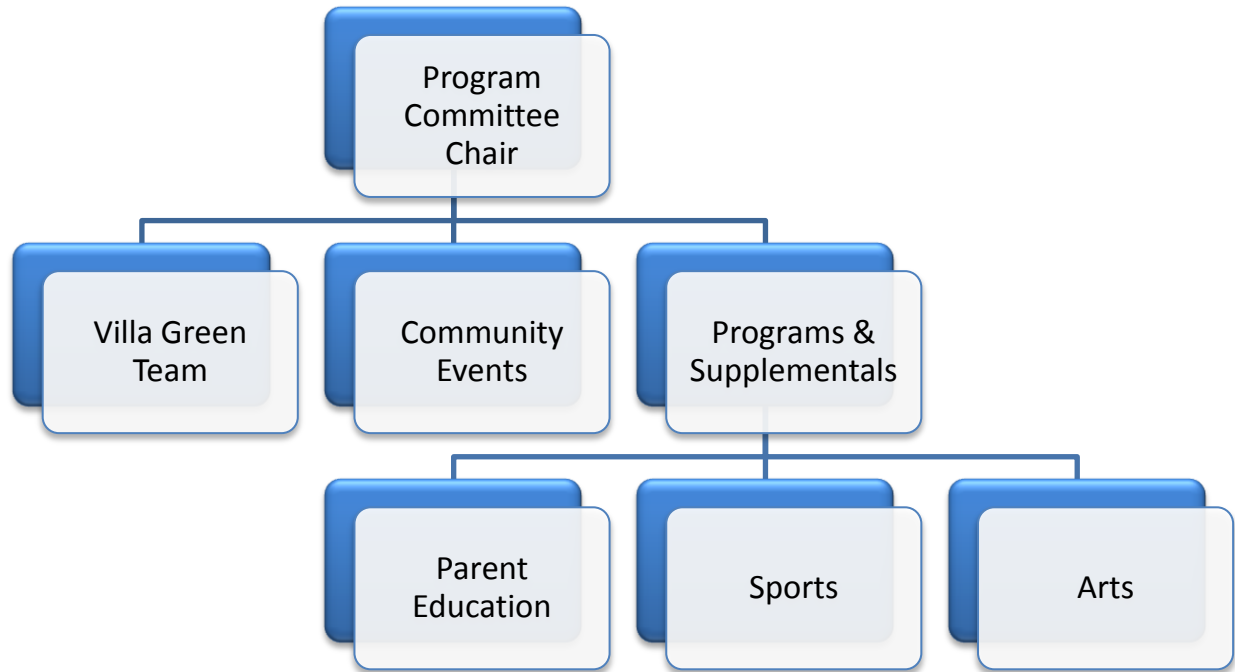 Program
Committee
Chair
Villa Green
Team
Community
Events
Programs &
Supplementals
Parent
Education
Sports
Arts